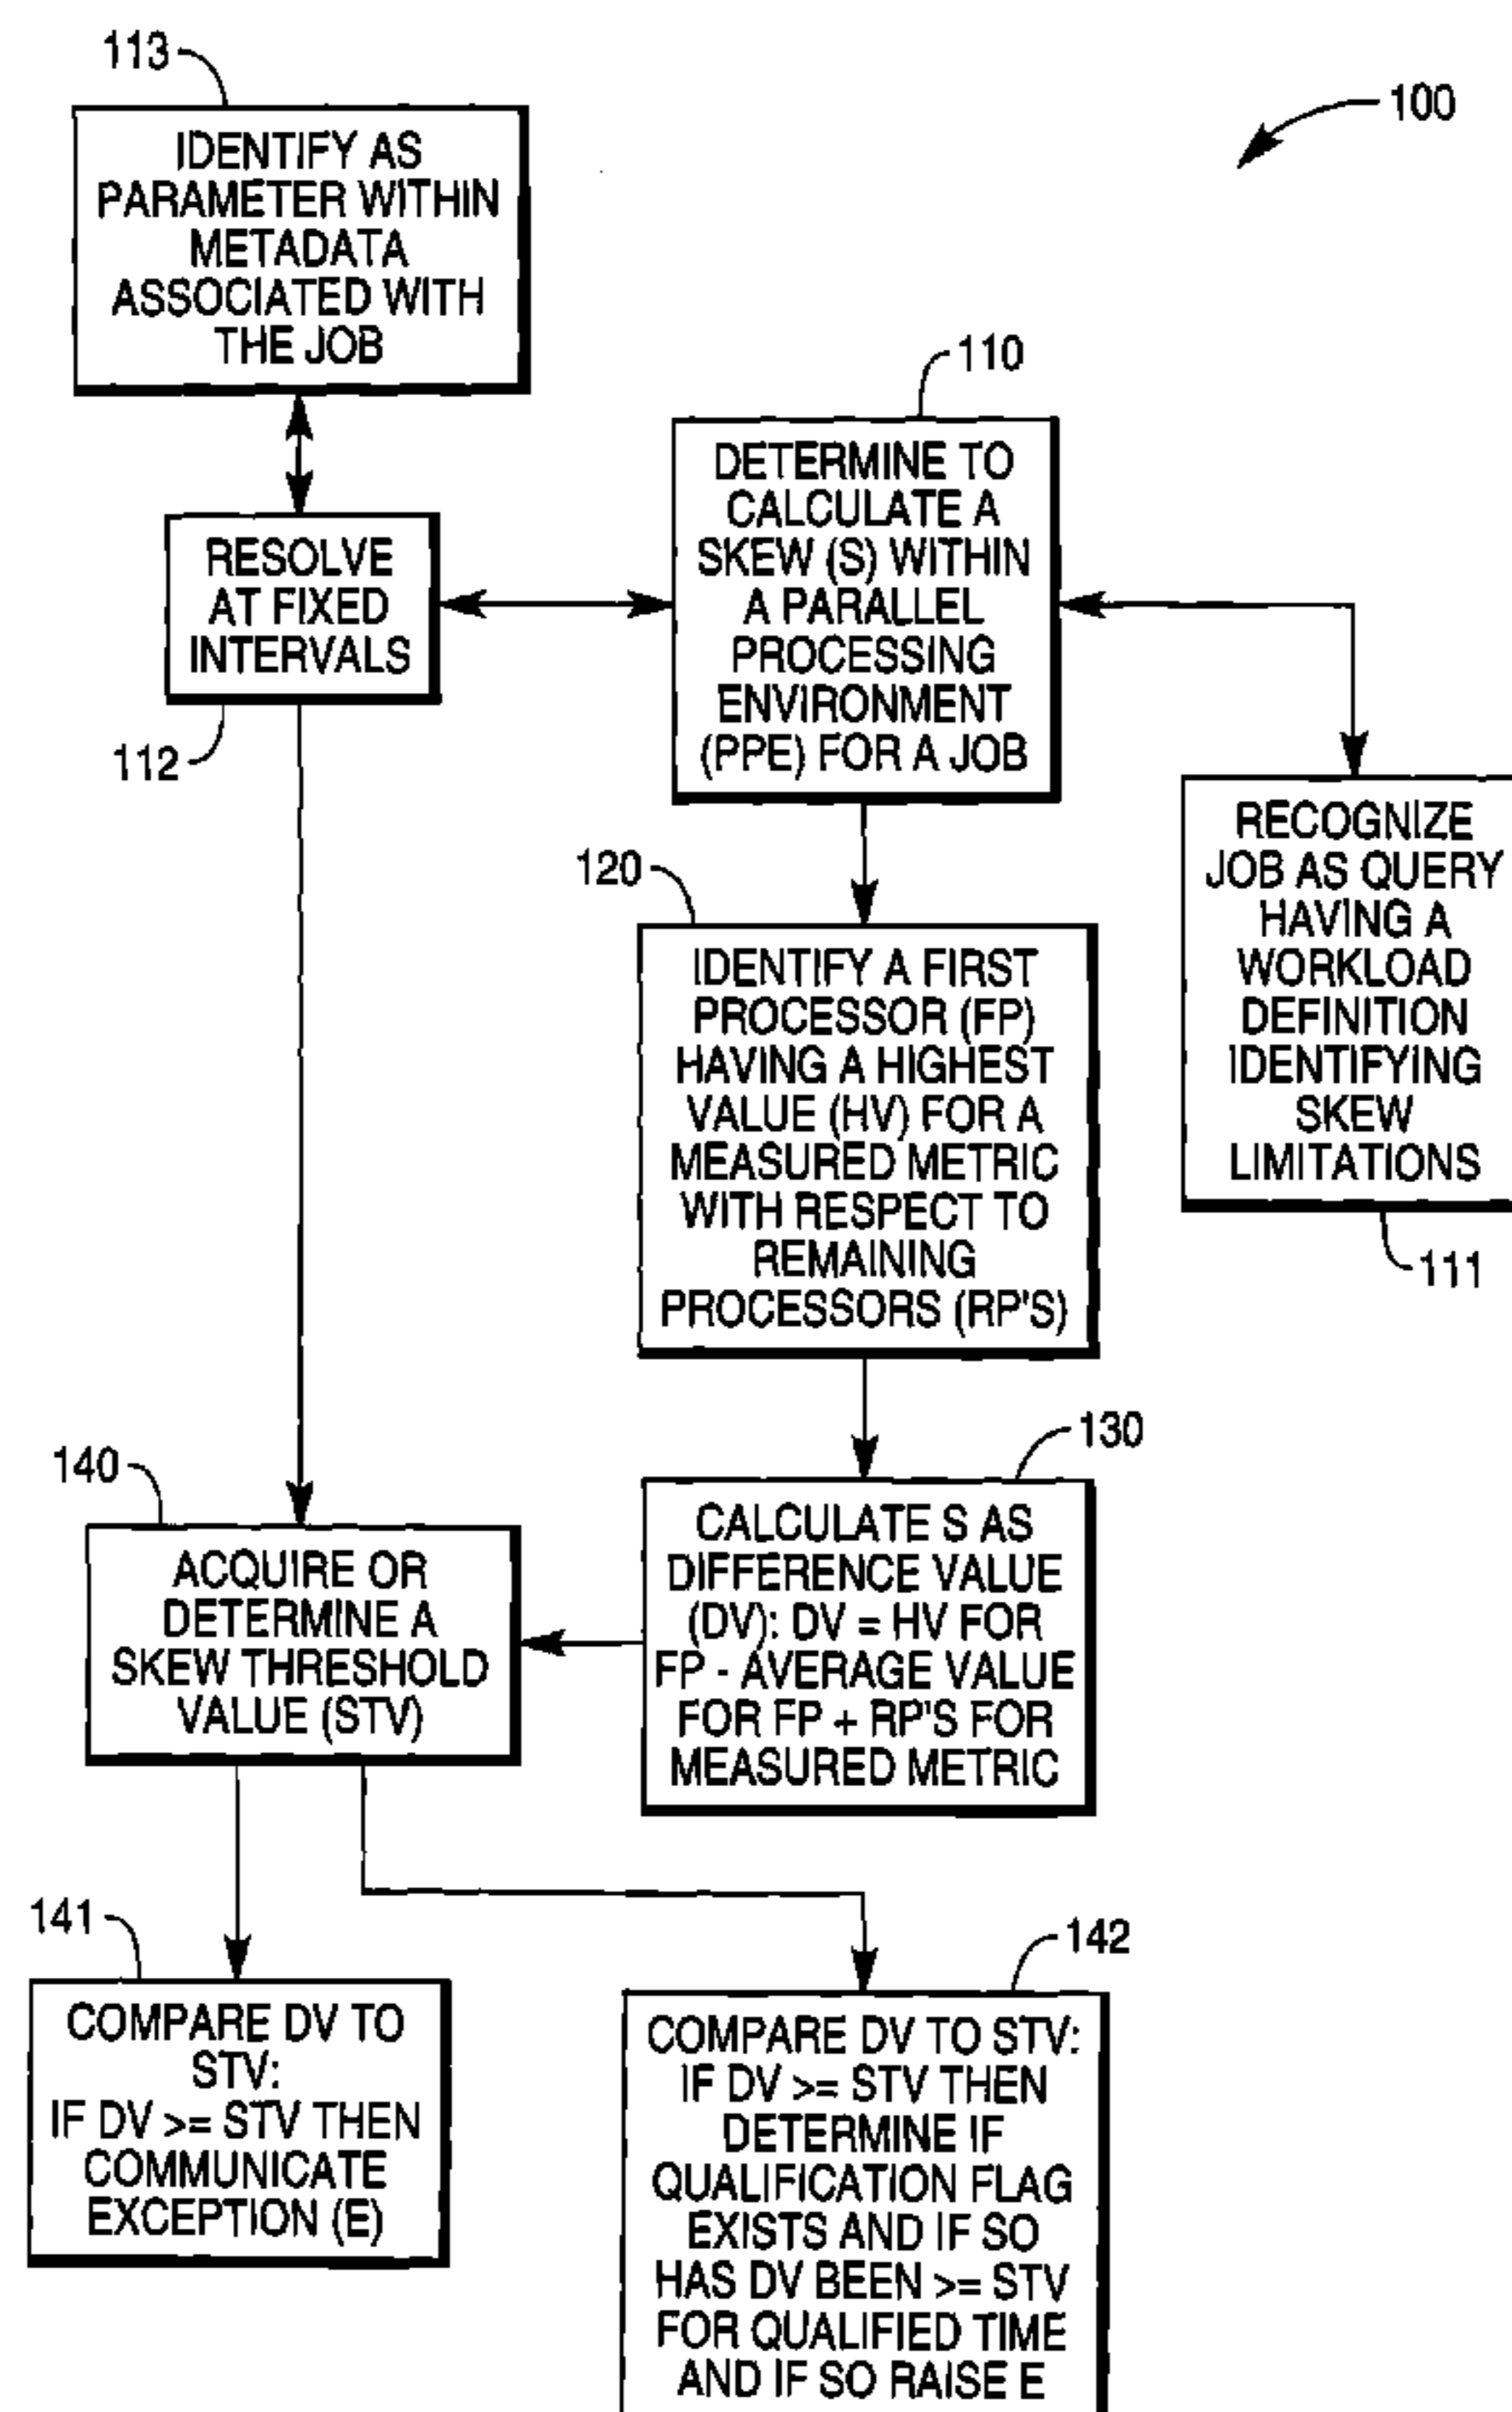 113
IDENTIFY AS
PARAMETER WITHIN
METADATA
ASSOCIATED WITH
THE JOB
100
110
DETERMINE TO
CALCULATE A
SKEW (S) WITHIN
A PARALLEL
PROCESSING
ENVIRONMENT
(PPE) FOR A JOB
RESOLVE
AT FIXED
INTERVALS
112
RECOGNIZE
JOB AS QUERY
HAVING A
WORKLOAD
DEFINITION
IDENTIFYING
SKEW
LIMITATIONS
111
120
IDENTIFY A FIRST
PROCESSOR (FP)
HAVING A HIGHEST
VALUE (HV) FOR A
MEASURED METRIC
WITH RESPECT TO
REMAINING
PROCESSORS (RP'S)
130
CALCULATE S AS
DIFFERENCE VALUE
(DV): DV = HV FOR
FP - AVERAGE VALUE
FOR FP + RP'S FOR
MEASURED METRIC
140
ACQUIRE OR
DETERMINE A
SKEW THRESHOLD
VALUE (STV)
141
COMPARE DV TO
STV:
IF DV >= STV THEN
COMMUNICATE
EXCEPTION (E)
142
COMPARE DV TO STV:
IF DV >= STV THEN
DETERMINE IF
QUALIFICATION FLAG
EXISTS AND IF SO
HAS DV BEEN >= STV
FOR QUALIFIED TIME
AND IF SO RAISE E